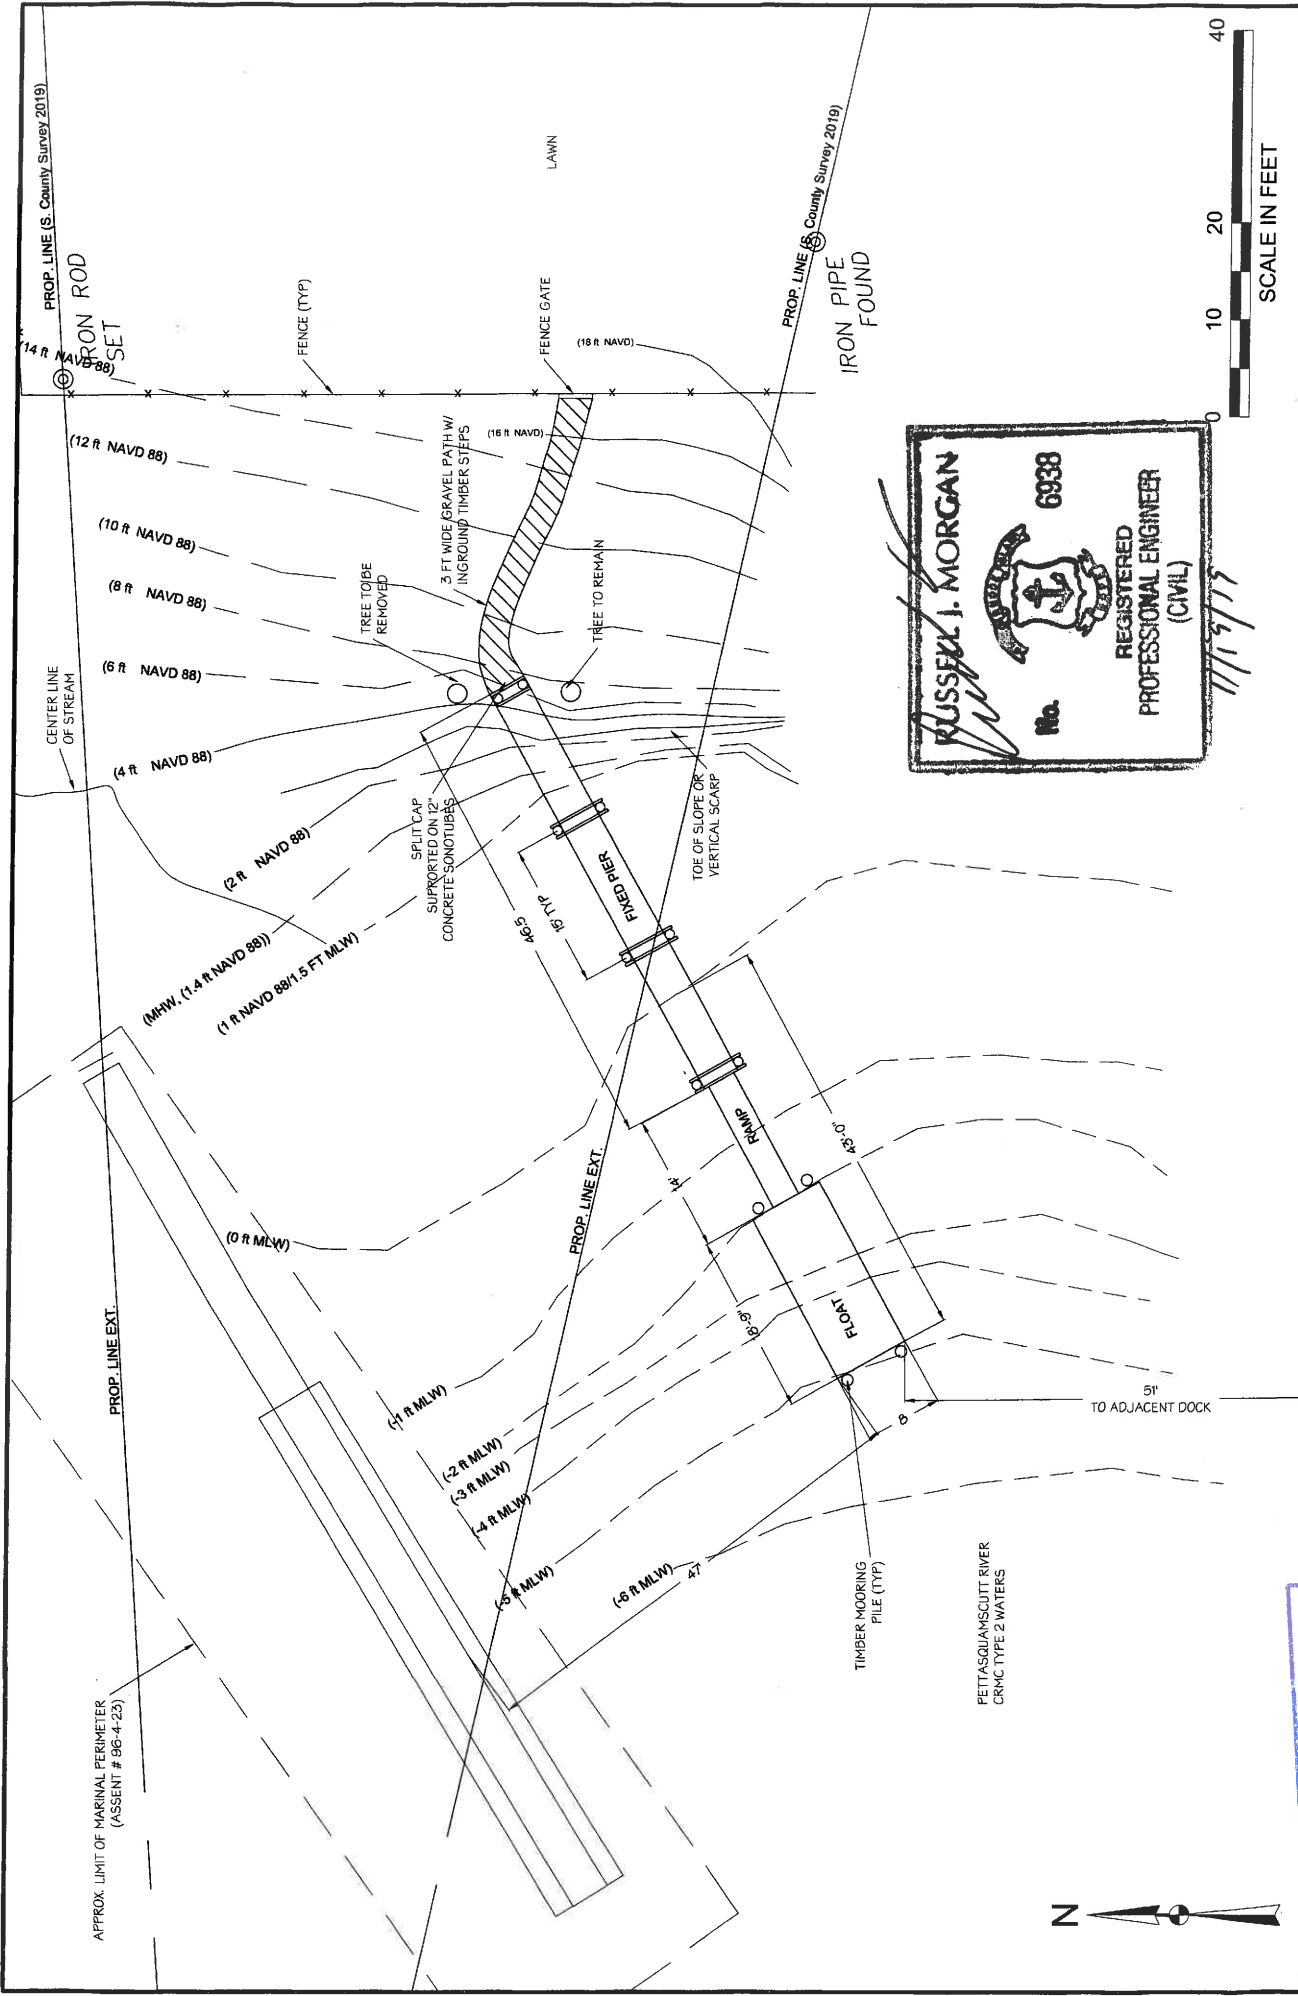 PROP. LINE (S. County Survey 2019)
IRON ROD
SET
(14 ft NAVD 88)
FENCE (TYP)
LAWN
FENCE GATE
(18 ft NAVD)
PROP. LINE (S. County Survey 2019)
IRON PIPE
FOUND
(12 ft NAVD 88)
(10 ft NAVD 88)
(8 ft NAVD 88)
(6 ft NAVD 88)
(4 ft NAVD 88)
(2 ft NAVD 88)
(MHW, (1.4 ft NAVD 88))
(1 ft NAVD 88/1.5 FT MLW)
CENTER LINE
OF STREAM
TREE TO BE
REMOVED
3 FT WIDE GRAVEL PATH W/
INGROUND TIMBER STEPS
(16 ft NAVD)
TREE TO REMAIN
SPLIT CAP
SUPRORTED ON 12"
CONCRETE SONOTUBES
46.5
15' TYP
FIXED PIER
TOE OF SLOPE OR
VERTICAL SCARP
RAMP
14'
43'-0"
FLOAT
18'-9"
8
51'
TO ADJACENT DOCK
47'
PROP. LINE EXT.
PROP. LINE EXT.
(0 ft MLW)
(-1 ft MLW)
(-2 ft MLW)
(-3 ft MLW)
(-4 ft MLW)
(-5 ft MLW)
(-6 ft MLW)
APPROX. LIMIT OF MARINAL PERIMETER
(ASSENT # 96-4-23)
TIMBER MOORING
PILE (TYP)
PETTASQUAMSCUTT RIVER
CRMC TYPE 2 WATERS
N
RUSSELL J. MORGAN
No. 6938
REGISTERED
PROFESSIONAL ENGINEER
(CIVIL)
11/19/19
0 10 20 40
SCALE IN FEET